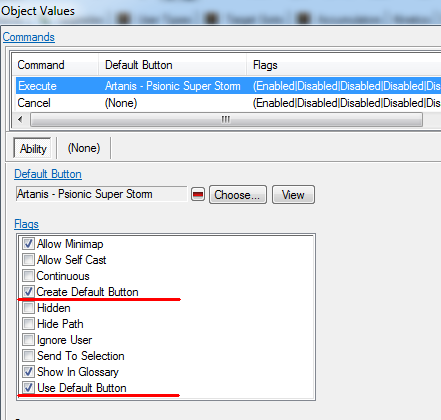 Object Values
Commands
Command Default Button Flags
Execute Artanis - Psionic Super Storm (Enabled|Disabled|Disabled|Disabled|Dis
Cancel (None) (Enabled|Disabled|Disabled|Disabled|Dis
Ability (None)
Default Button
Artanis - Psionic Super Storm Choose... View
Flags
Allow Minimap
Allow Self Cast
Continuous
Create Default Button
Hidden
Hide Path
Ignore User
Send To Selection
Show In Glossary
Use Default Button